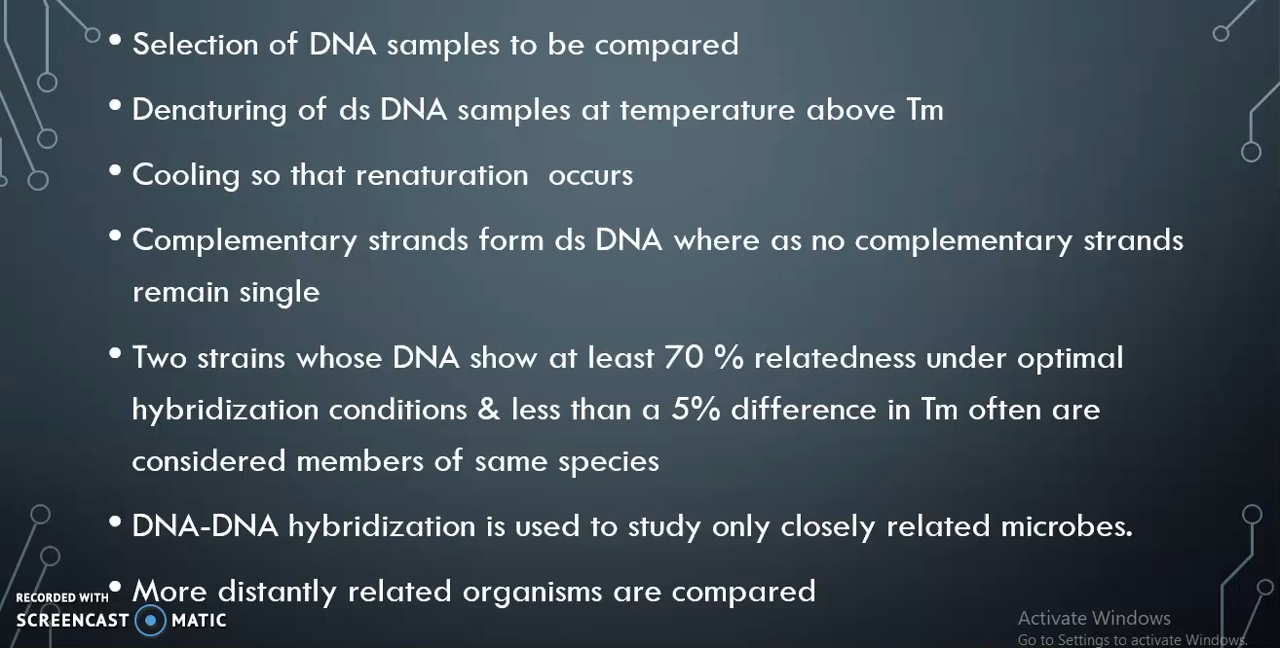 • Selection of DNA samples to be compared
• Denaturing of ds DNA samples at temperature above Tm
• Cooling so that renaturation occurs
• Complementary strands form ds DNA where as no complementary strands
remain single
• Two strains whose DNA show at least 70 % relatedness under optimal
hybridization conditions & less than a 5% difference in Tm often are
considered members of same species
• DNA-DNA hybridization is used to study only closely related microbes.
• More distantly related organisms are compared
RECORDED WITH
SCREENCAST MATIC
Activate Windows
Go to Settings to activate Windows.